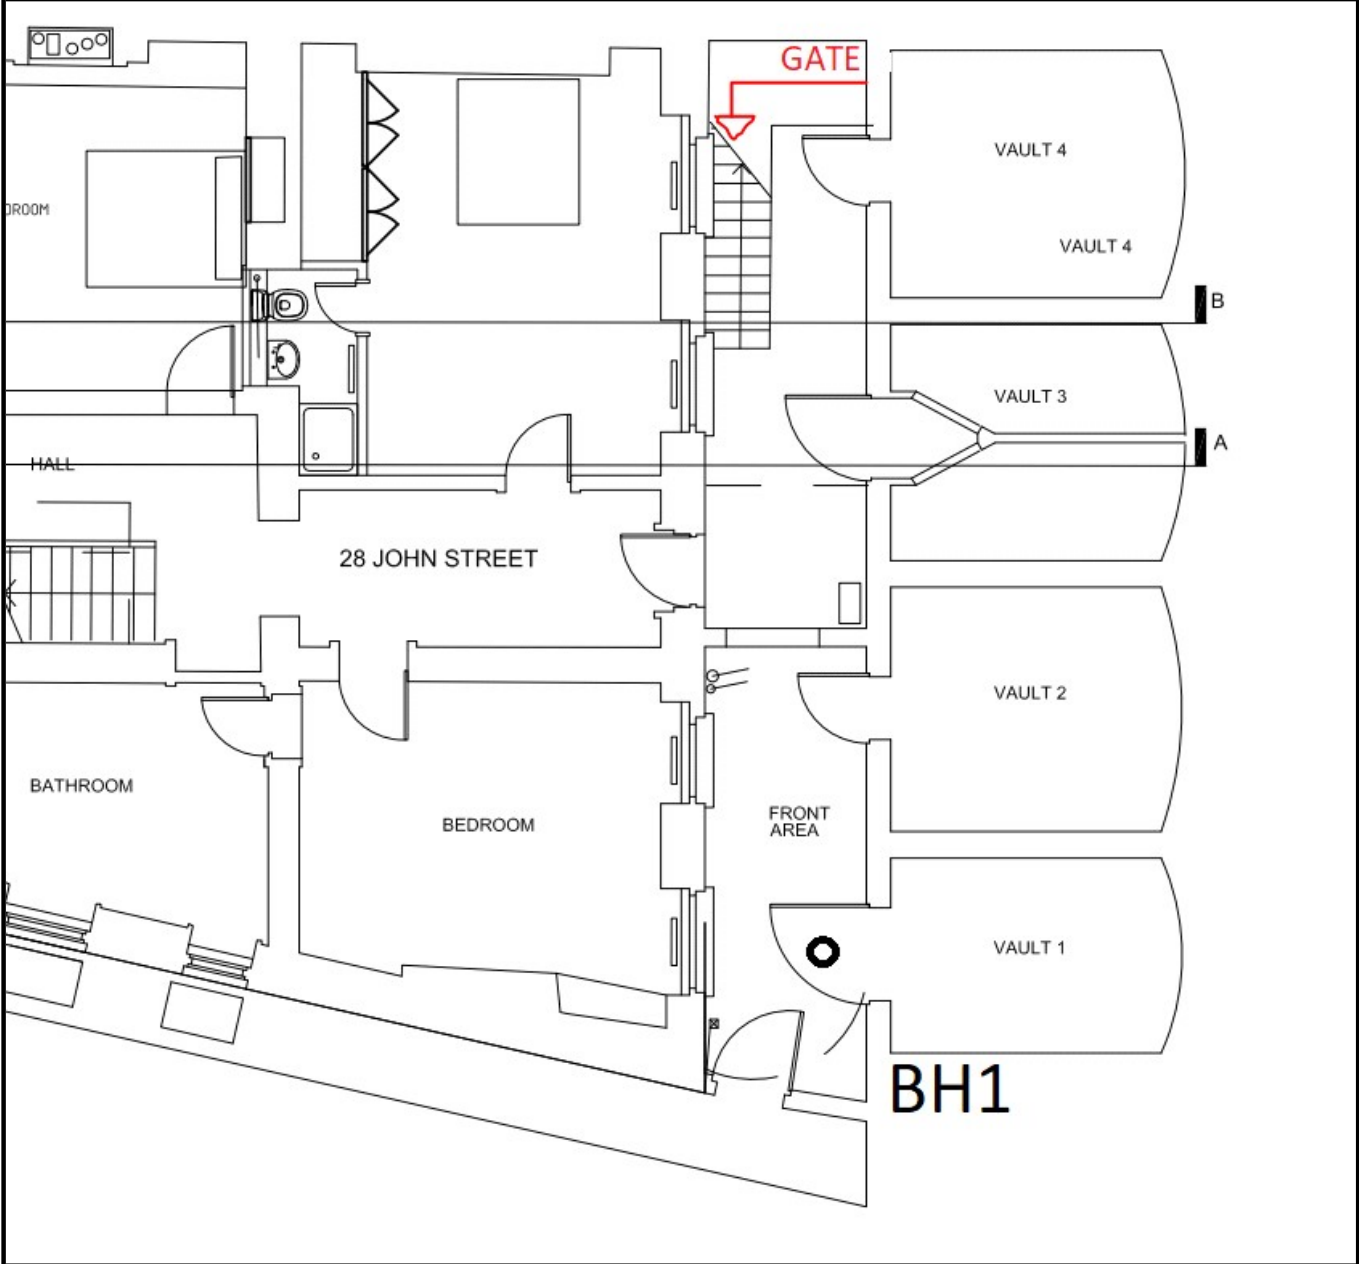 GATE
VAULT 4
DROOM
VAULT 4
B
VAULT 3
A
HALL
28 JOHN STREET
VAULT 2
BATHROOM
BEDROOM
FRONT
AREA
VAULT 1
BH1